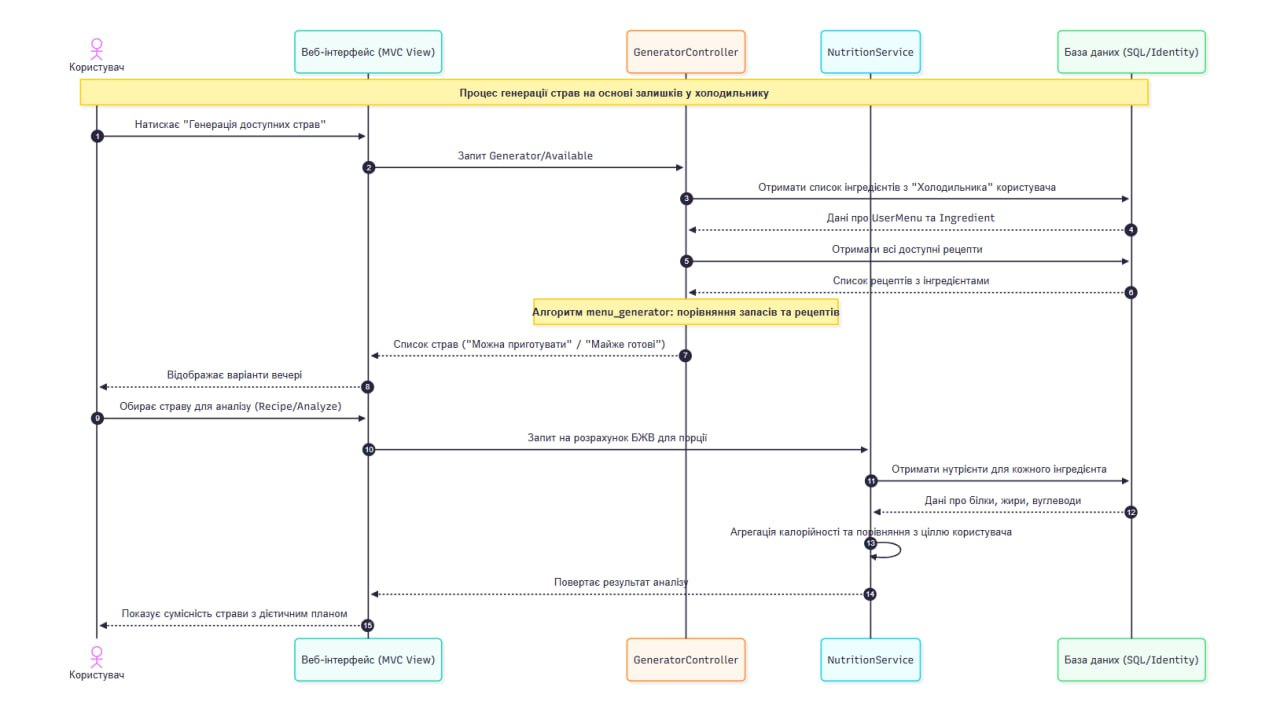 Користувач
Веб-інтерфейс (MVC View)
GeneratorController
NutritionService
База даних (SQL/Identity)
Процес генерації страв на основі залишків у холодильнику
1
Натискає "Генерація доступних страв"
2
Запит Generator/Available
3
Отримати список інгредієнтів з "Холодильника" користувача
Дані про UserMenu та Ingredient
4
5
Отримати всі доступні рецепти
Список рецептів з інгредієнтами
6
Алгоритм menu_generator: порівняння запасів та рецептів
Список страв ("Можна приготувати" / "Майже готові")
7
Відображає варіанти вечері
8
9
Обирає страву для аналізу (Recipe/Analyze)
10
Запит на розрахунок БЖВ для порції
11
Отримати нутрієнти для кожного інгредієнта
Дані про білки, жири, вуглеводи
12
Агрегація калорійності та порівняння з ціллю користувача
13
Повертає результат аналізу
14
Показує сумісність страви з дієтичним планом
15
Користувач
Веб-інтерфейс (MVC View)
GeneratorController
NutritionService
База даних (SQL/Identity)